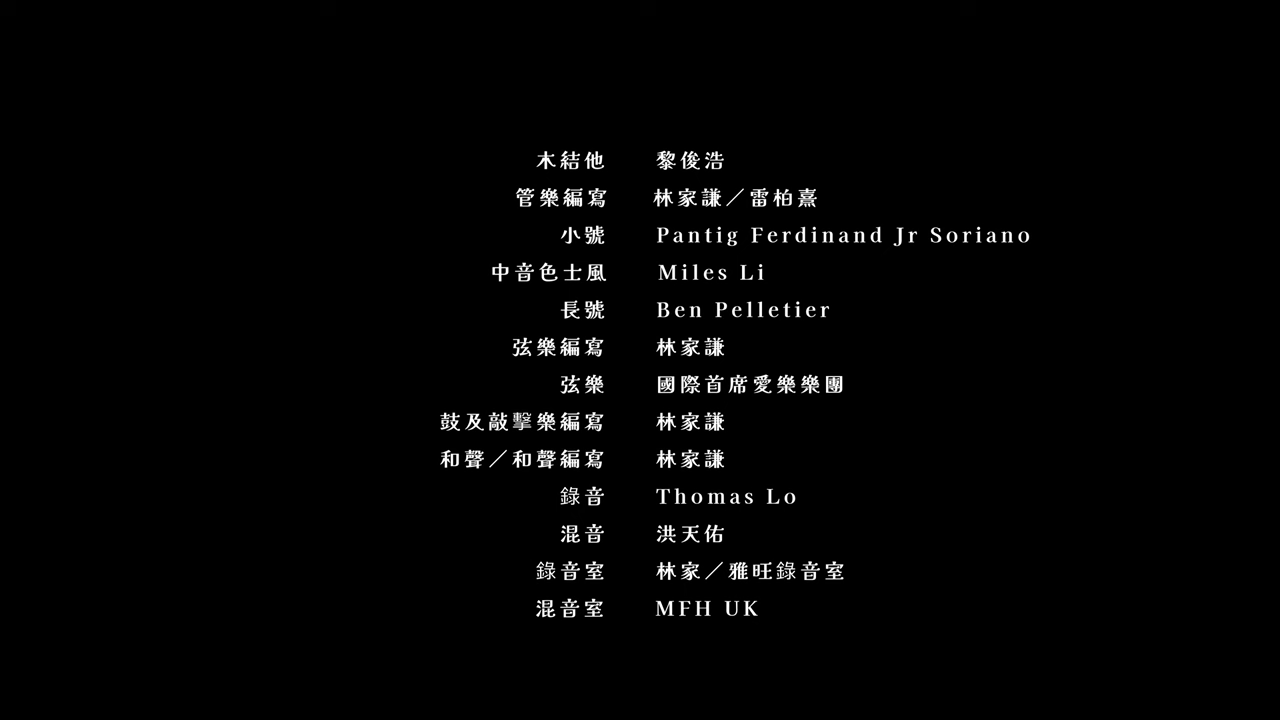 木結他 黎俊浩
管樂編寫 林家謙／雷柏熹
小號 Pantig Ferdinand Jr Soriano
中音色士風 Miles Li
長號 Ben Pelletier
弦樂編寫 林家謙
弦樂 國際首席愛樂樂團
鼓及敲擊樂編寫 林家謙
和聲／和聲編寫 林家謙
錄音 Thomas Lo
混音 洪天佑
錄音室 林家／雅旺錄音室
混音室 MFH UK